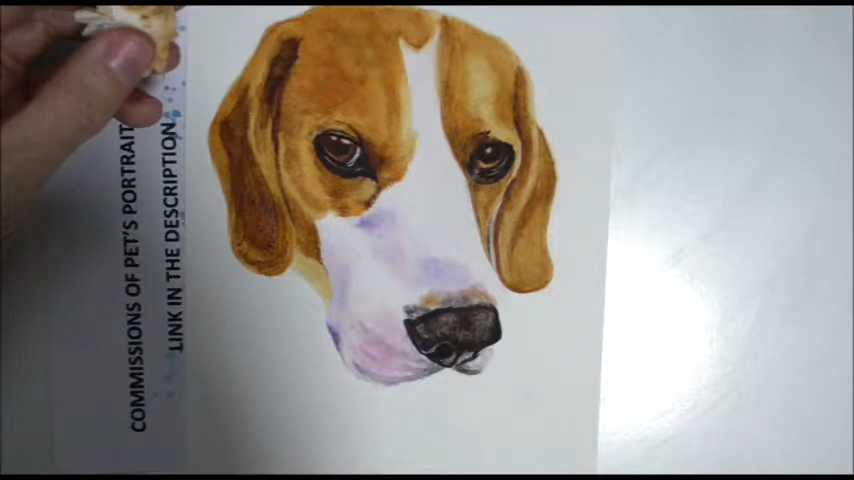 COMMISSIONS OF PET'S PORTRAIT
LINK IN THE DESCRIPTION